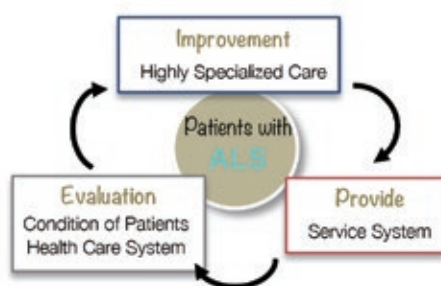 Improvement
Highly Specialized Care
Patients with
ALS
Evaluation
Condition of Patients
Health Care System
Provide
Service System